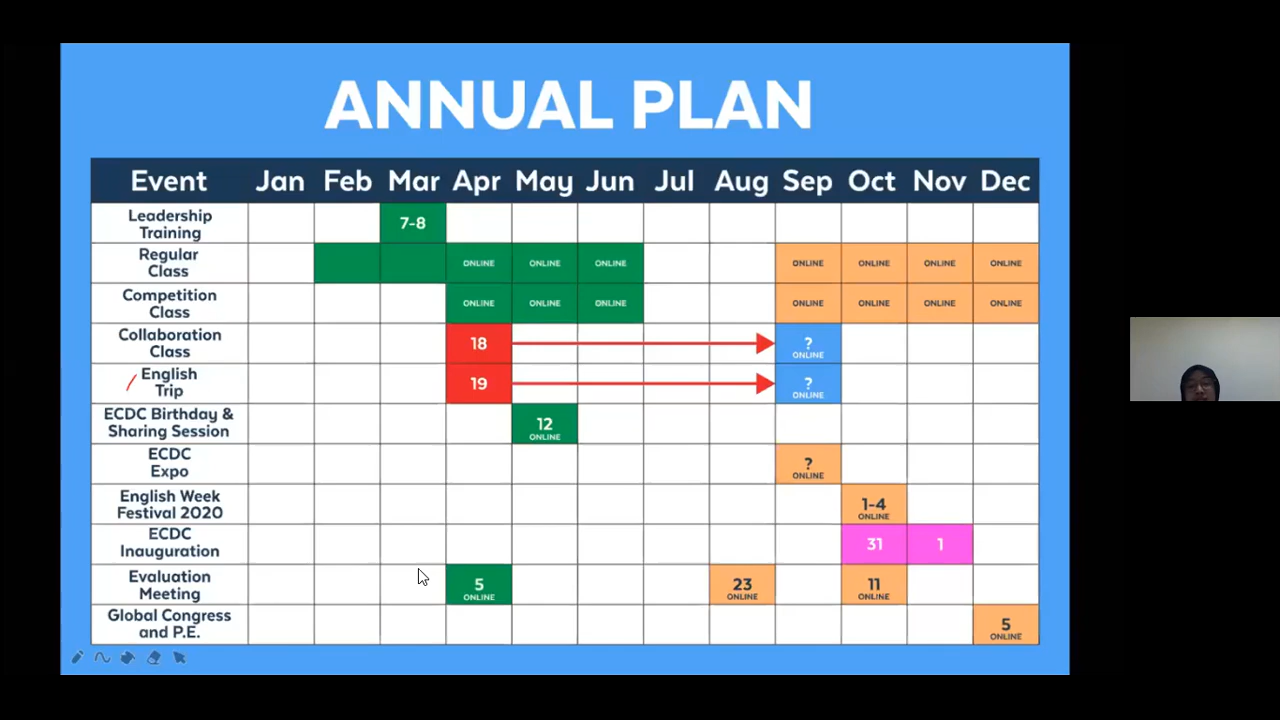 ANNUAL PLAN
Event Jan Feb Mar Apr May Jun Jul Aug Sep Oct Nov Dec
Leadership
Training
7-8
Regular
Class
ONLINE ONLINE ONLINE ONLINE ONLINE ONLINE ONLINE
Competition
Class
ONLINE ONLINE ONLINE ONLINE ONLINE ONLINE ONLINE
Collaboration
Class
18 ?
ONLINE
English
Trip
19 ?
ONLINE
ECDC Birthday &
Sharing Session
12
ONLINE
ECDC
Expo
?
ONLINE
English Week
Festival 2020
1-4
ONLINE
ECDC
Inauguration
31 1
Evaluation
Meeting
5 23 11
ONLINE ONLINE ONLINE
Global Congress
and P.E.
5
ONLINE